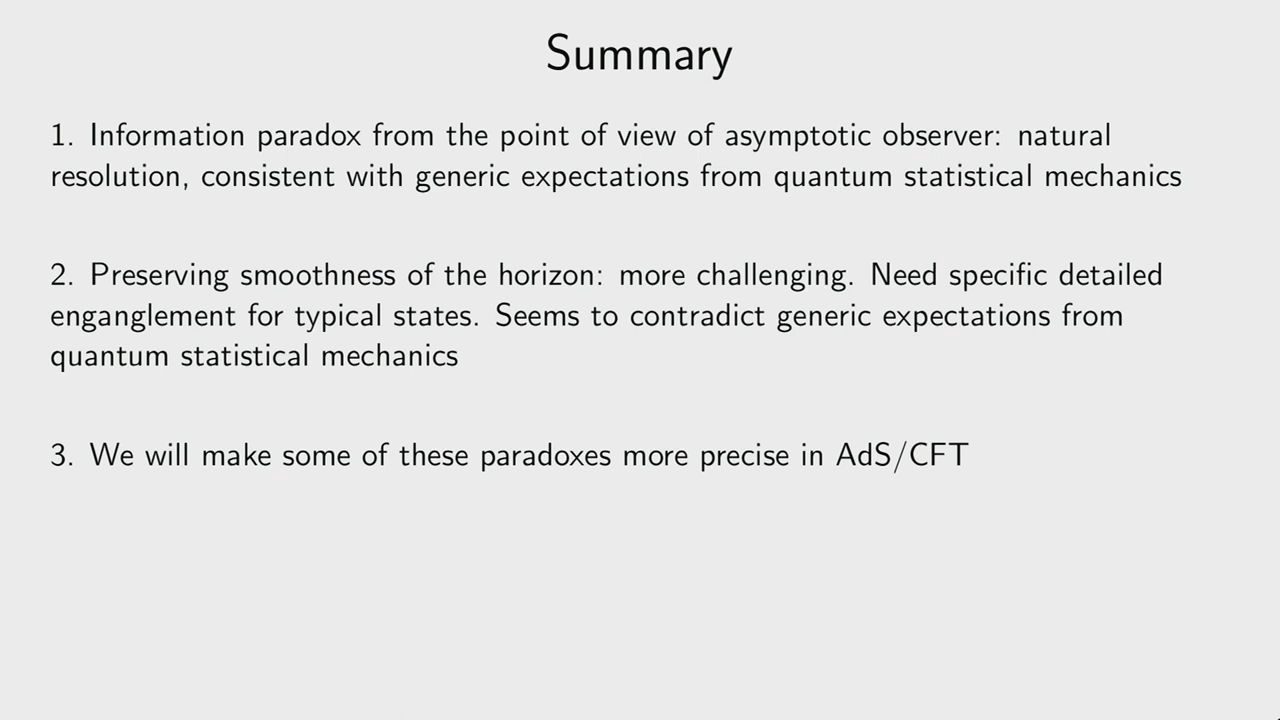 Summary
1. Information paradox from the point of view of asymptotic observer: natural
resolution, consistent with generic expectations from quantum statistical mechanics
2. Preserving smoothness of the horizon: more challenging. Need specific detailed
enganglement for typical states. Seems to contradict generic expectations from
quantum statistical mechanics
3. We will make some of these paradoxes more precise in AdS/CFT